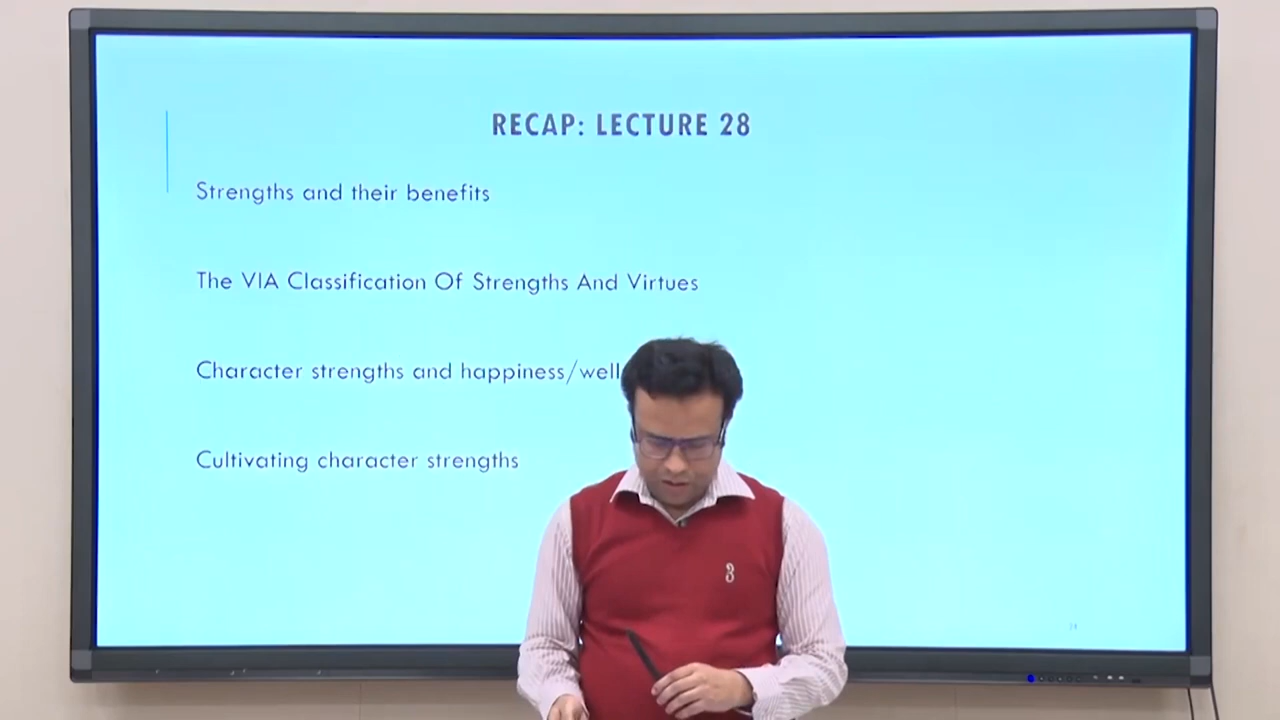 RECAP: LECTURE 28
Strengths and their benefits
The VIA Classification Of Strengths And Virtues
Character strengths and happiness/well
Cultivating character strengths